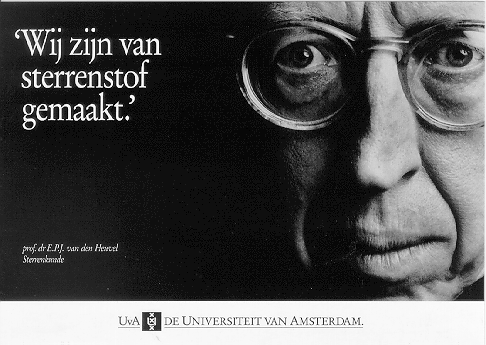 ‘Wij zijn van
sterrenstof
gemaakt.’
prof. dr E.P.J. van den Heuvel
Sterrenkunde
UvA DE UNIVERSITEIT VAN AMSTERDAM.